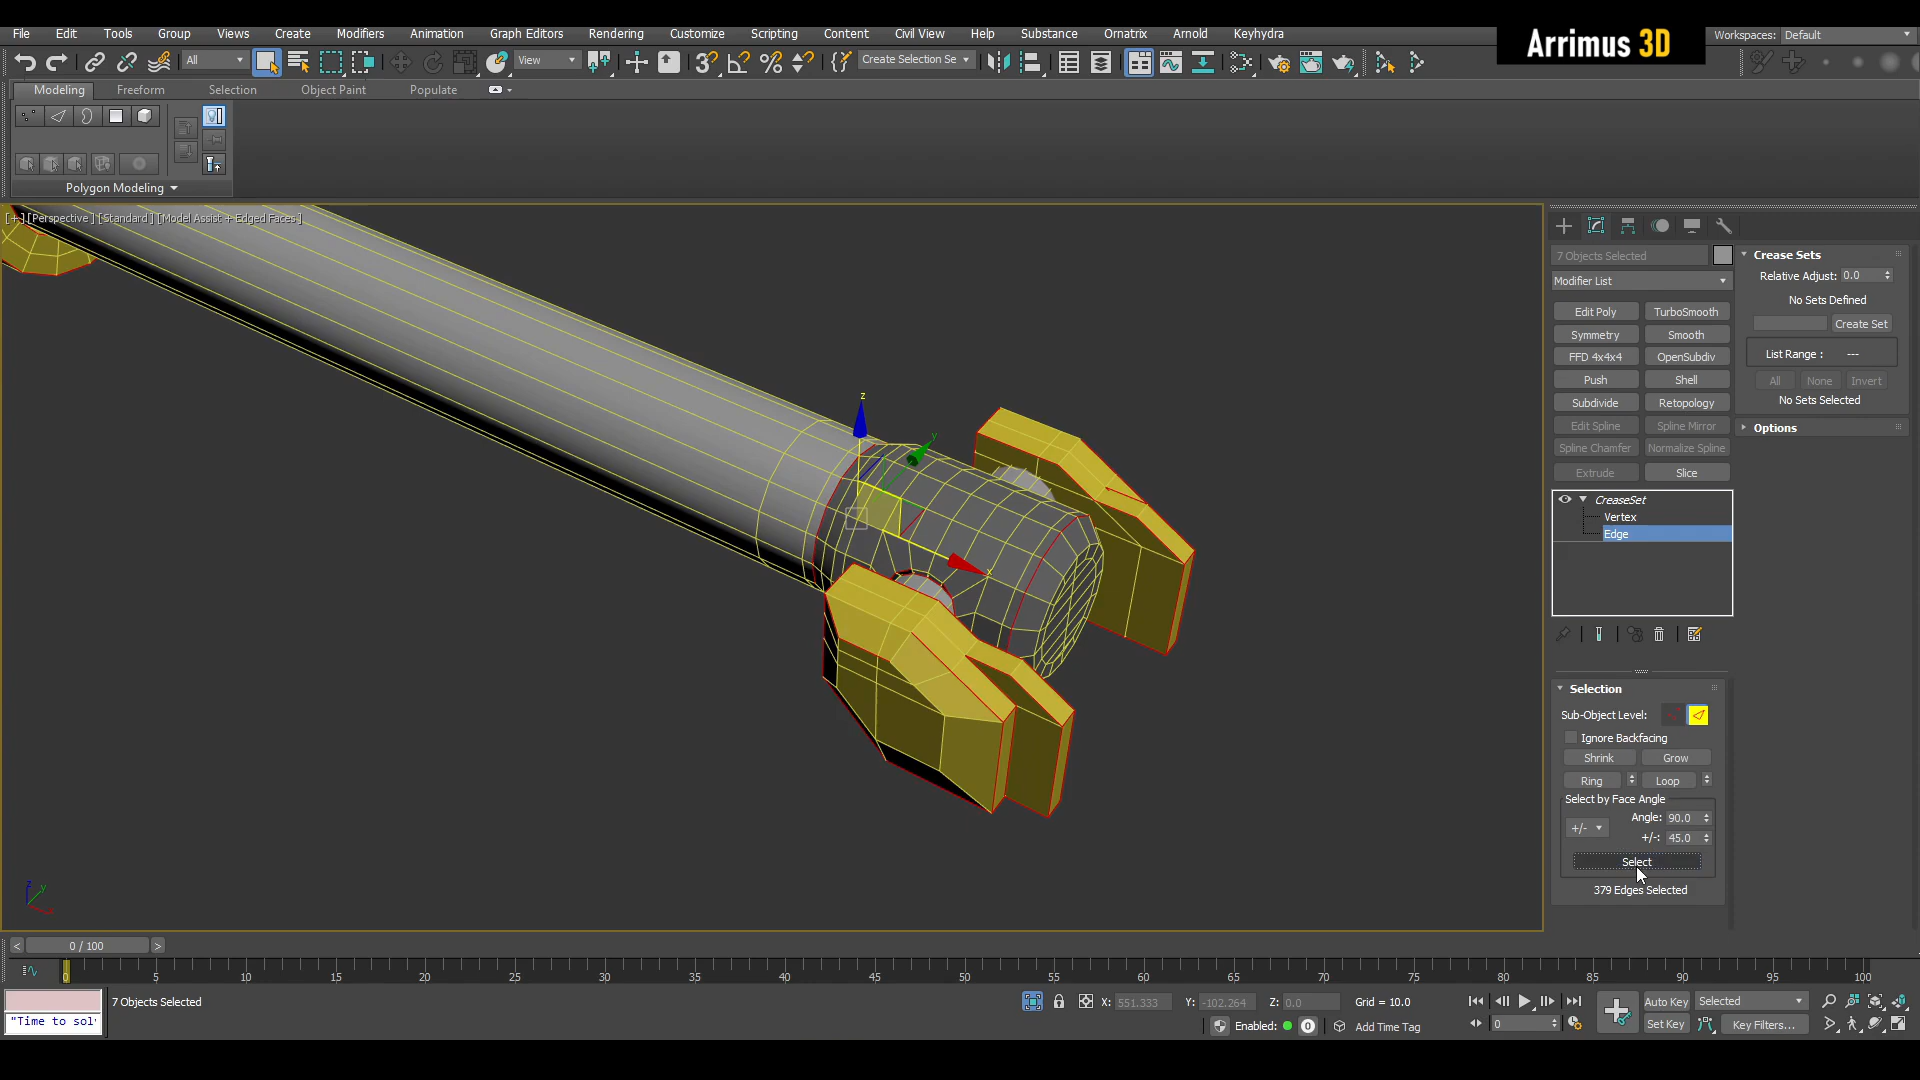 File Edit Tools Group Views Create Modifiers Animation Graph Editors Rendering Customize Scripting Content Civil View Help Substance Ornatrix Arnold Keyhydra
Arrimus 3D
Workspaces: Default
All
View
Create Selection Se
Modeling Freeform Selection Object Paint Populate
Polygon Modeling
[+] [Perspective] [Standard] [Model Assist + Edged Faces]
z
y
x
z
y
7 Objects Selected
Modifier List
Edit Poly TurboSmooth
Symmetry Smooth
FFD 4x4x4 OpenSubdiv
Push Shell
Subdivide Retopology
Edit Spline Spline Mirror
Spline Chamfer Normalize Spline
Extrude Slice
CreaseSet
Vertex
Edge
Selection
Sub-Object Level:
Ignore Backfacing
Shrink Grow
Ring Loop
Select by Face Angle
+/- Angle: 90.0
+/-: 45.0
Select
379 Edges Selected
Crease Sets
Relative Adjust: 0.0
No Sets Defined
Create Set
List Range : ---
All None Invert
No Sets Selected
Options
< 0 / 100 >
0 5 10 15 20 25 30 35 40 45 50 55 60 65 70 75 80 85 90 95 100
"Time to sol
7 Objects Selected
X: 551.333 Y: -102.264 Z: 0.0 Grid = 10.0
Enabled: 0 Add Time Tag
0
Auto Key Selected
Set Key Key Filters...